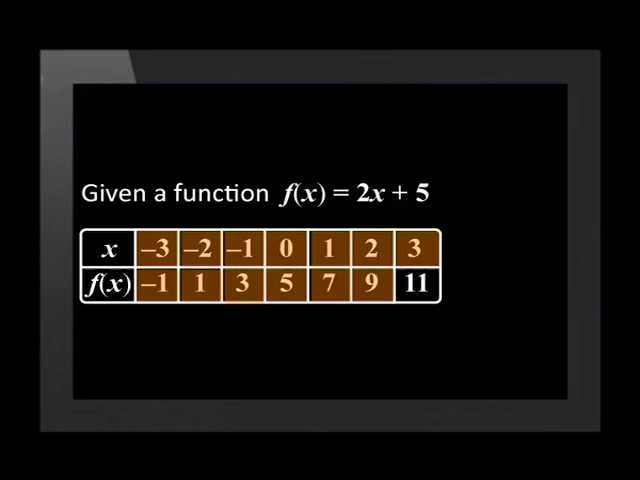 Given a function f(x) = 2x + 5
x –3 –2 –1 0 1 2 3
f(x) –1 1 3 5 7 9 11